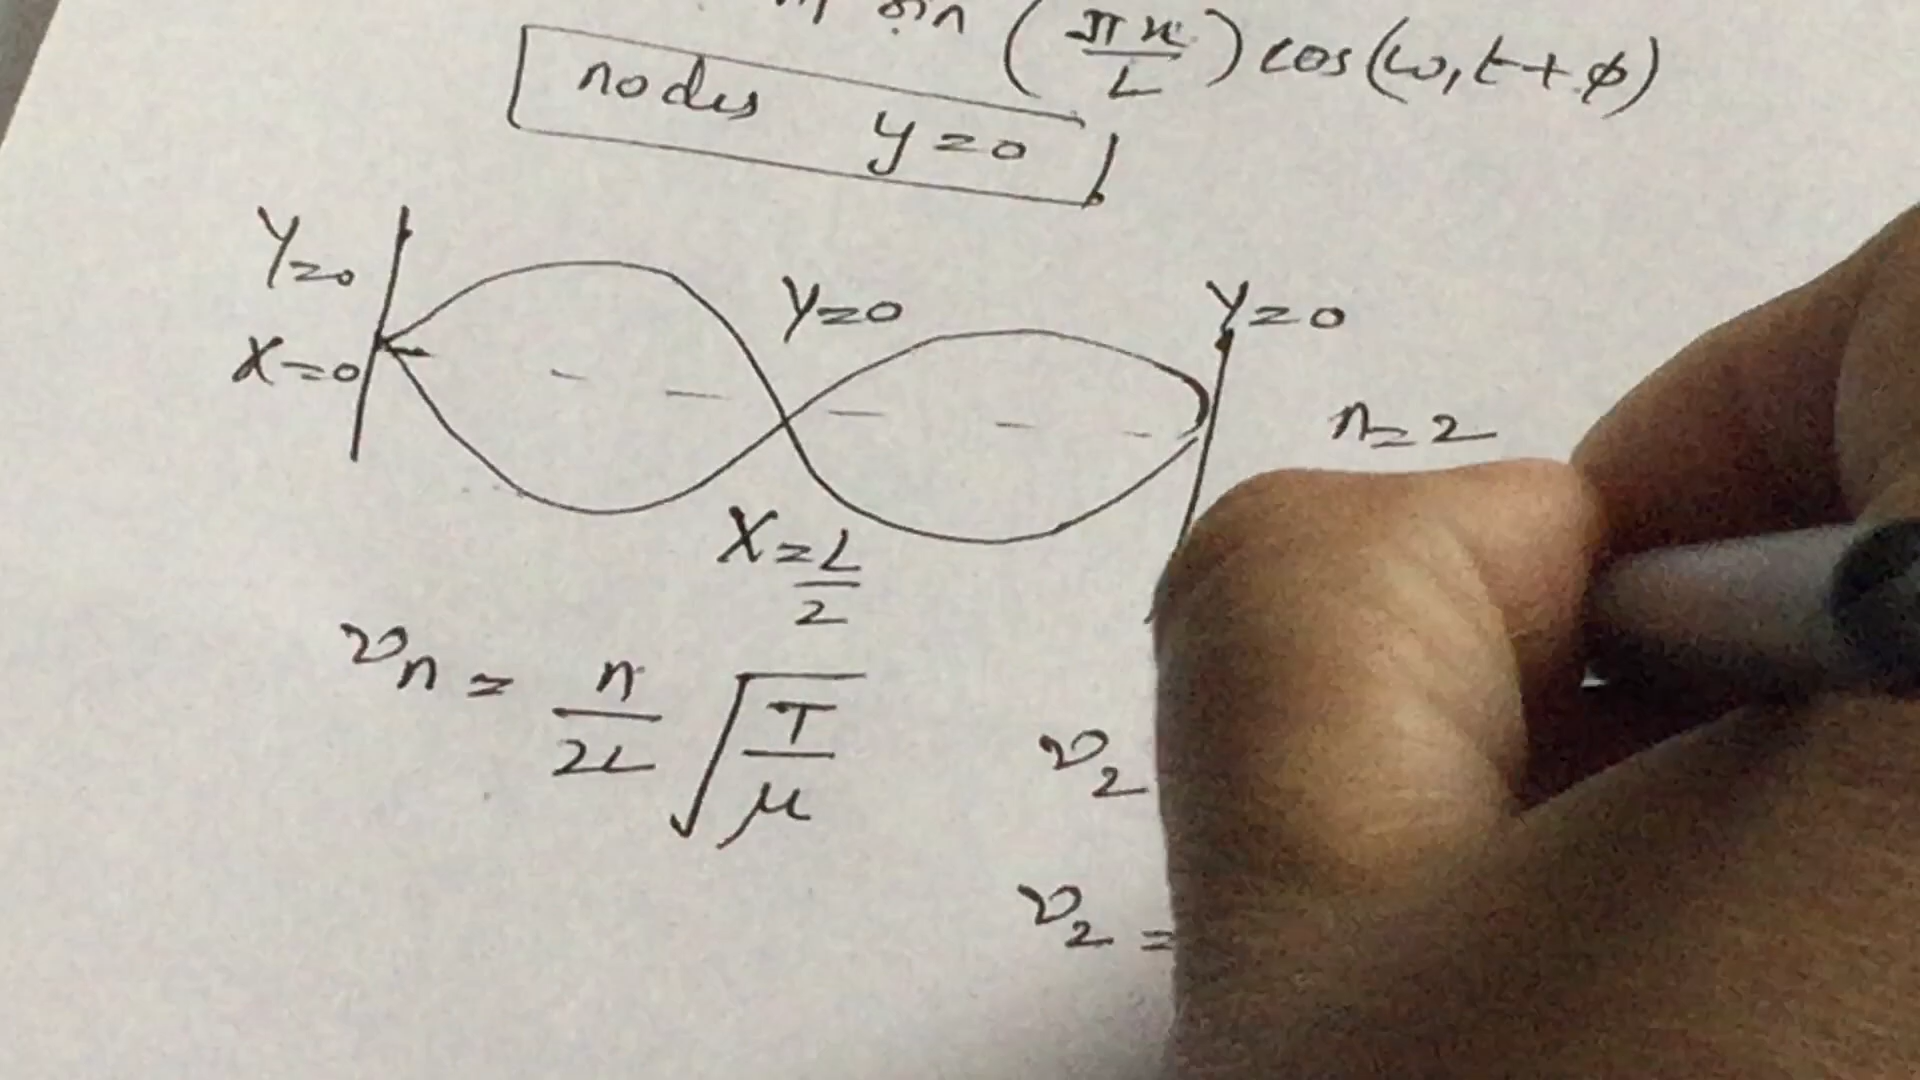 sin (πx/L) cos(ω₁t+φ)
nodes y=0
Y=0 Y=0 Y=0
X=0
n=2
X=L/2
νn = n/2L √T/μ
ν2
ν2 =